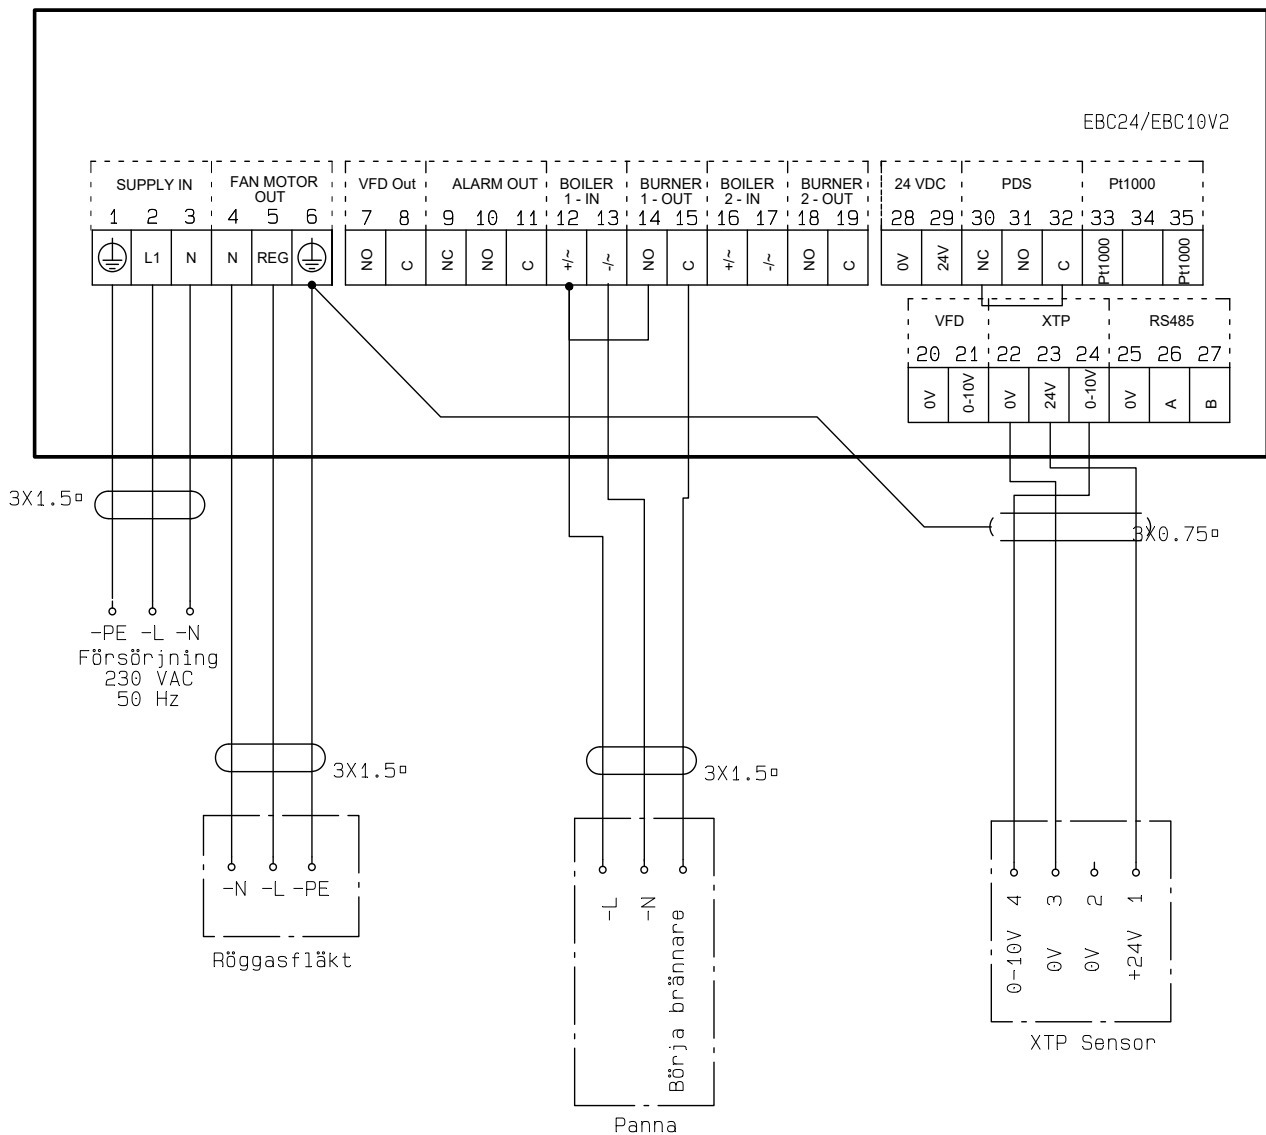 EBC24/EBC10V2
SUPPLY IN FAN MOTOR OUT VFD Out ALARM OUT BOILER 1 - IN BURNER 1 - OUT BOILER 2 - IN BURNER 2 - OUT 24 VDC PDS Pt1000
1 2 3 4 5 6 7 8 9 10 11 12 13 14 15 16 17 18 19 28 29 30 31 32 33 34 35
L1 N N REG NO C NC NO C +/~ -/~ NO C +/~ -/~ NO C 0V 24V NC NO C Pt1000 Pt1000
VFD XTP RS485
20 21 22 23 24 25 26 27
0V 0-10V 0V 24V 0-10V 0V A B
3X1.5▫
3X0.75▫
-PE -L -N
Försörjning
230 VAC
50 Hz
3X1.5▫
3X1.5▫
-N -L -PE
Röggasfläkt
-L -N Börja brännare
Panna
4 3 2 1
0-10V 0V 0V +24V
XTP Sensor